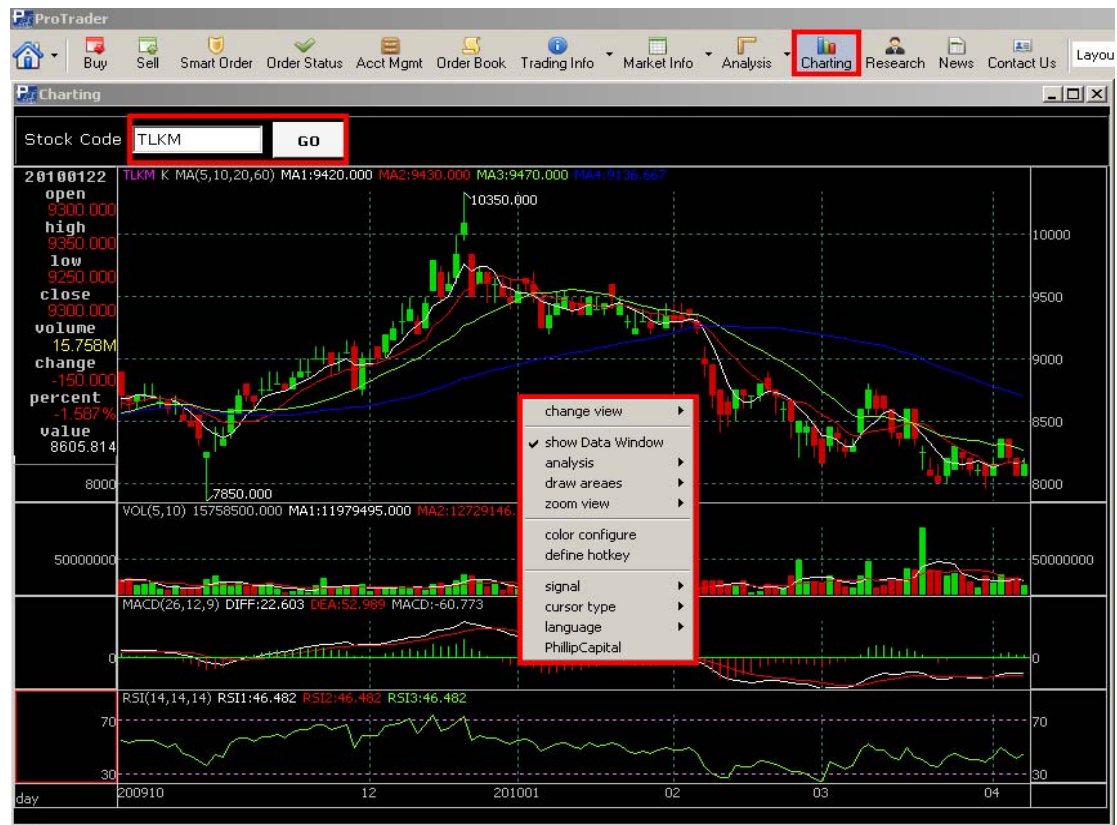 ProTrader
Buy Sell Smart Order Order Status Acct Mgmt Order Book Trading Info Market Info Analysis Charting Research News Contact Us Layou
Charting
Stock Code TLKM GO
20100122 TLKM K MA(5,10,20,60) MA1:9420.000 MA2:9430.000 MA3:9470.000 MA4:9136.667
open
9300.000
10350.000
high
9350.000
10000
low
9250.000
close
9500
9300.000
volume
15.758M
change
9000
-150.000
percent
-1.587%
change view
value
8500
show Data Window
8605.814
analysis
draw areaes
8000 8000
7850.000
zoom view
VOL(5,10) 15758500.000 MA1:11979495.000 MA2:12729146.
color configure
define hotkey
50000000 50000000
signal
MACD(26,12,9) DIFF:22.603 DEA:52.989 MACD:-60.773
cursor type
language
PhillipCapital
0 0
RSI(14,14,14) RSI1:46.482 RSI2:46.482 RSI3:46.482
70 70
30 30
day 200910 12 201001 02 03 04